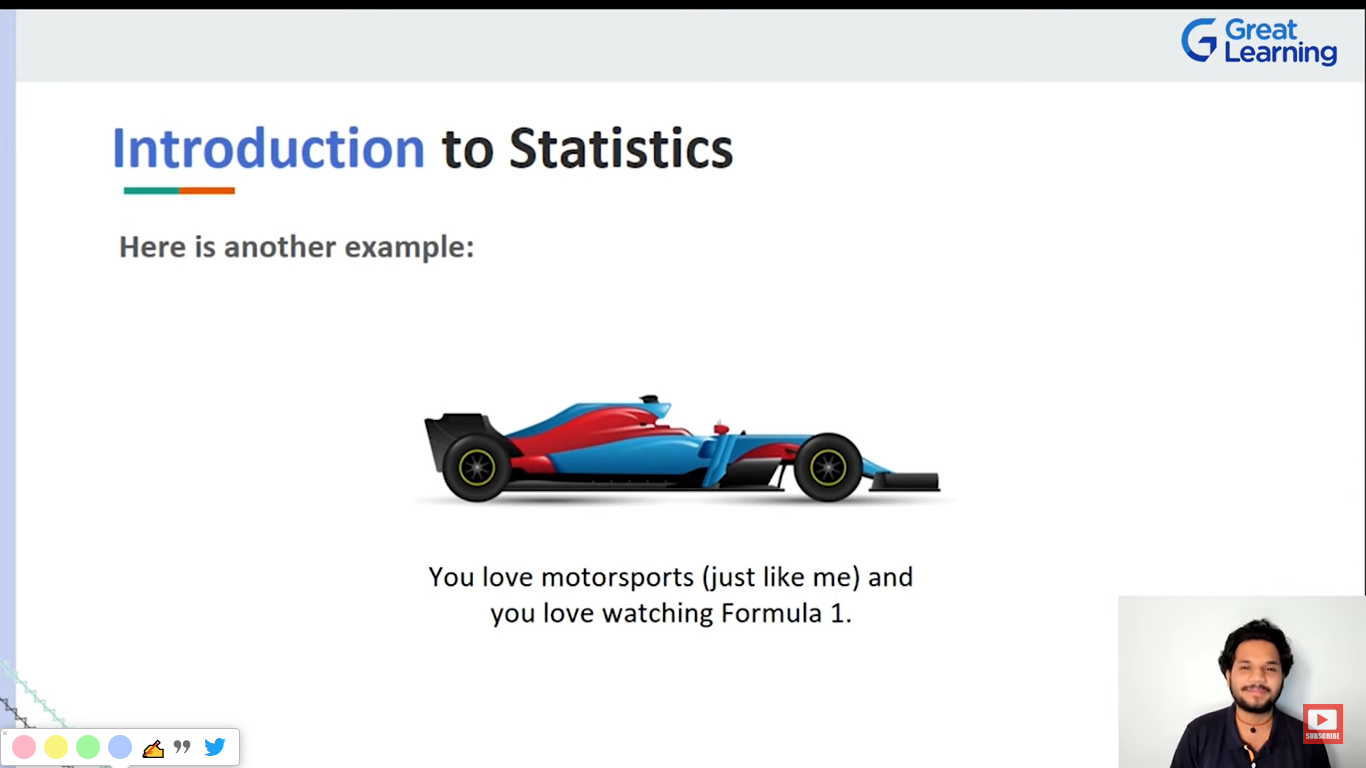 Great
Learning
Introduction to Statistics
Here is another example:
You love motorsports (just like me) and
you love watching Formula 1.
SUBSCRIBE